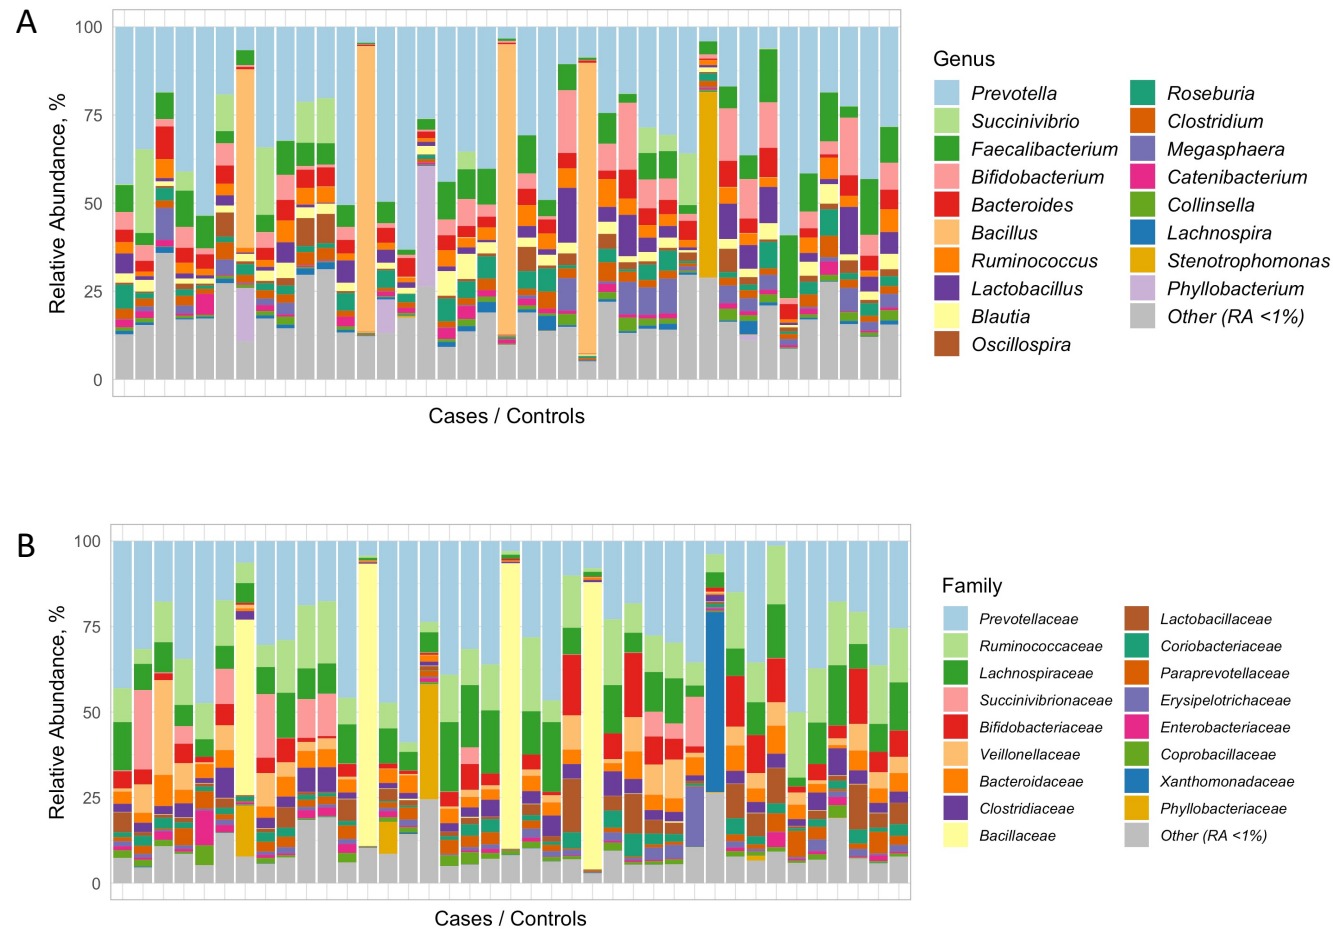 A
Relative Abundance, %
100
75
50
25
0
Cases / Controls
Genus
Prevotella
Succinivibrio
Faecalibacterium
Bifidobacterium
Bacteroides
Bacillus
Ruminococcus
Lactobacillus
Blautia
Oscillospira
Roseburia
Clostridium
Megasphaera
Catenibacterium
Collinsella
Lachnospira
Stenotrophomonas
Phyllobacterium
Other (RA <1%)
B
Relative Abundance, %
100
75
50
25
0
Cases / Controls
Family
Prevotellaceae
Ruminococcaceae
Lachnospiraceae
Succinivibrionaceae
Bifidobacteriaceae
Veillonellaceae
Bacteroidaceae
Clostridiaceae
Bacillaceae
Lactobacillaceae
Coriobacteriaceae
Paraprevotellaceae
Erysipelotrichaceae
Enterobacteriaceae
Coprobacillaceae
Xanthomonadaceae
Phyllobacteriaceae
Other (RA <1%)